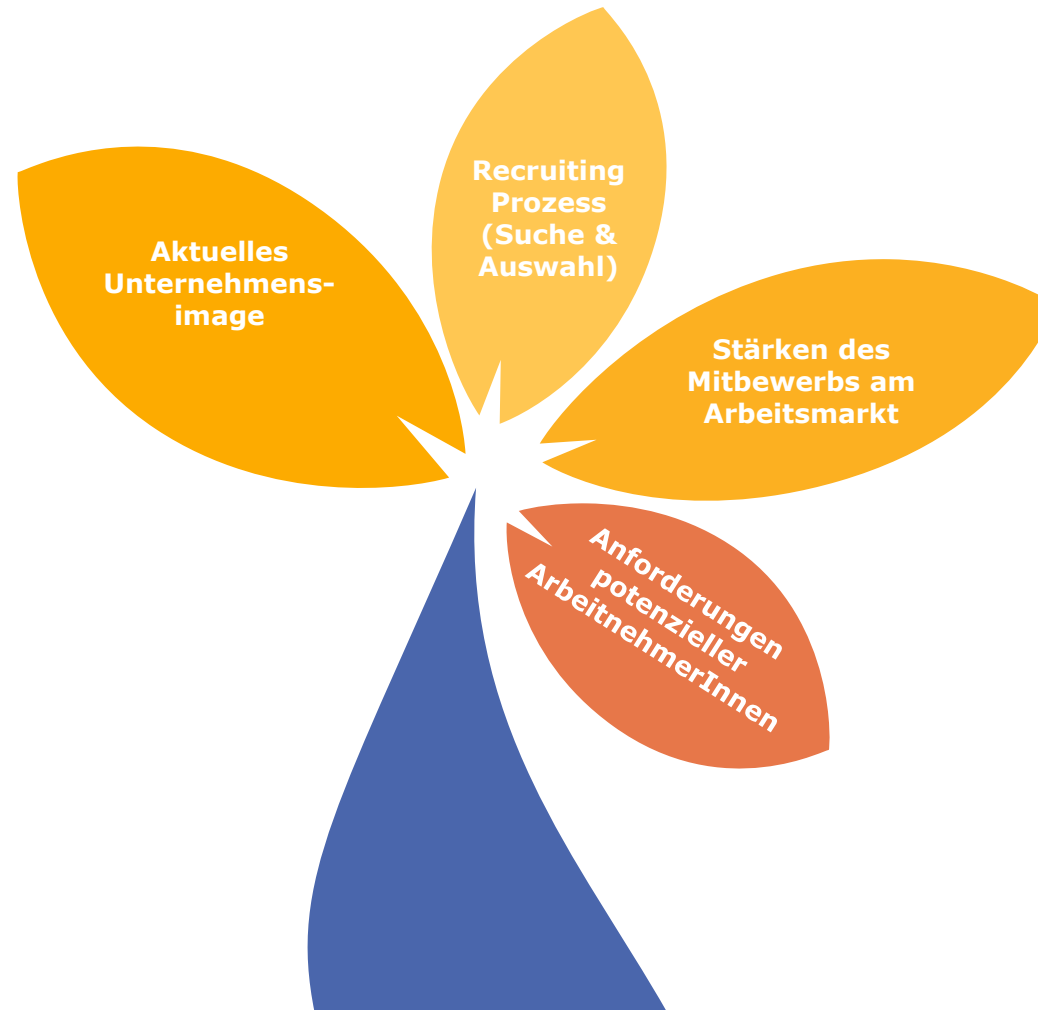 Recruiting
Prozess
(Suche &
Auswahl)
Aktuelles
Unternehmens-
image
Stärken des
Mitbewerbs am
Arbeitsmarkt
Anforderungen
potenzieller
ArbeitnehmerInnen